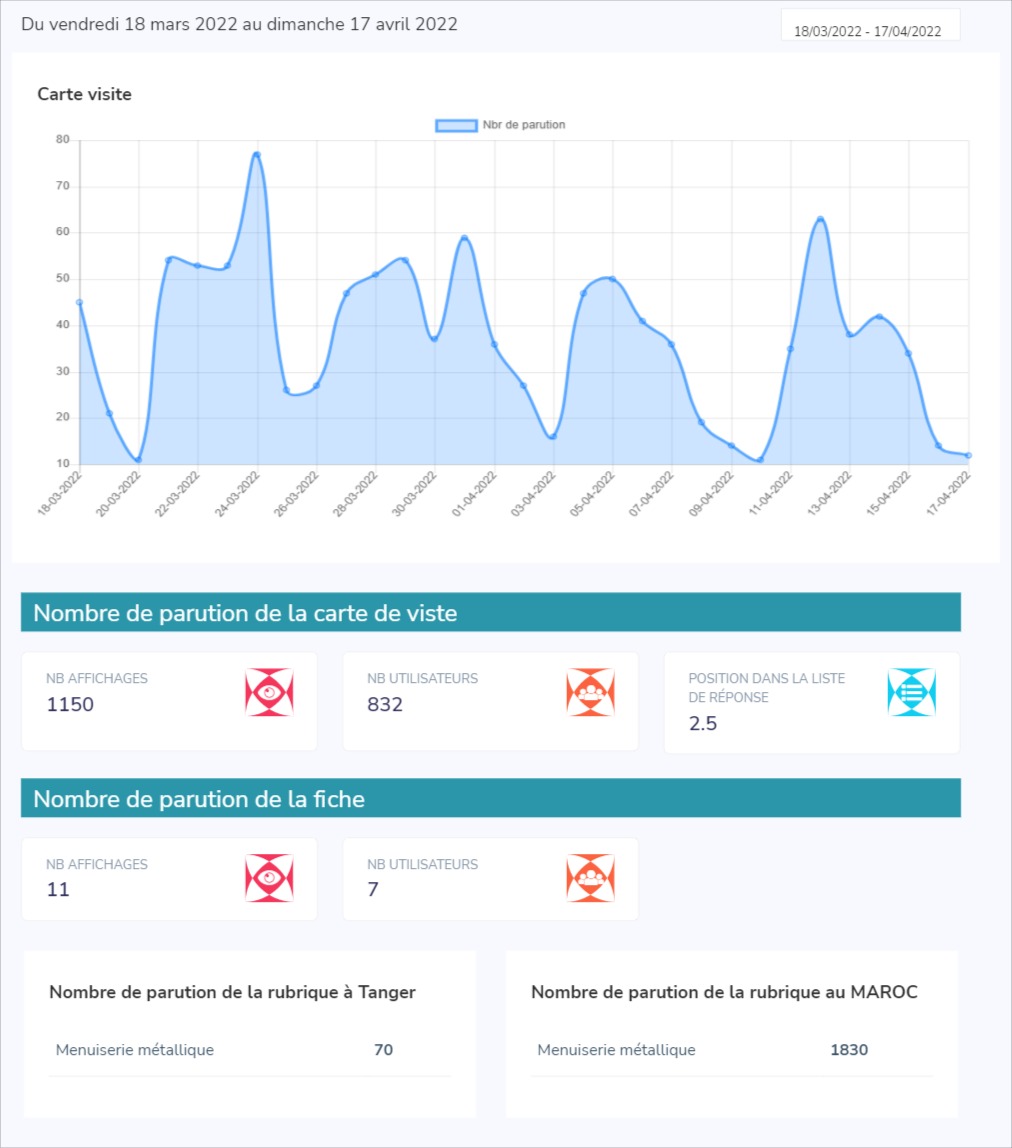 Du vendredi 18 mars 2022 au dimanche 17 avril 2022
18/03/2022 - 17/04/2022
Carte visite
Nbr de parution
80
70
60
50
40
30
20
10
18-03-2022
20-03-2022
22-03-2022
24-03-2022
26-03-2022
28-03-2022
30-03-2022
01-04-2022
03-04-2022
05-04-2022
07-04-2022
09-04-2022
11-04-2022
13-04-2022
15-04-2022
17-04-2022
Nombre de parution de la carte de viste
NB AFFICHAGES
1150
NB UTILISATEURS
832
POSITION DANS LA LISTE
DE RÉPONSE
2.5
Nombre de parution de la fiche
NB AFFICHAGES
11
NB UTILISATEURS
7
Nombre de parution de la rubrique à Tanger
Menuiserie métallique 70
Nombre de parution de la rubrique au MAROC
Menuiserie métallique 1830